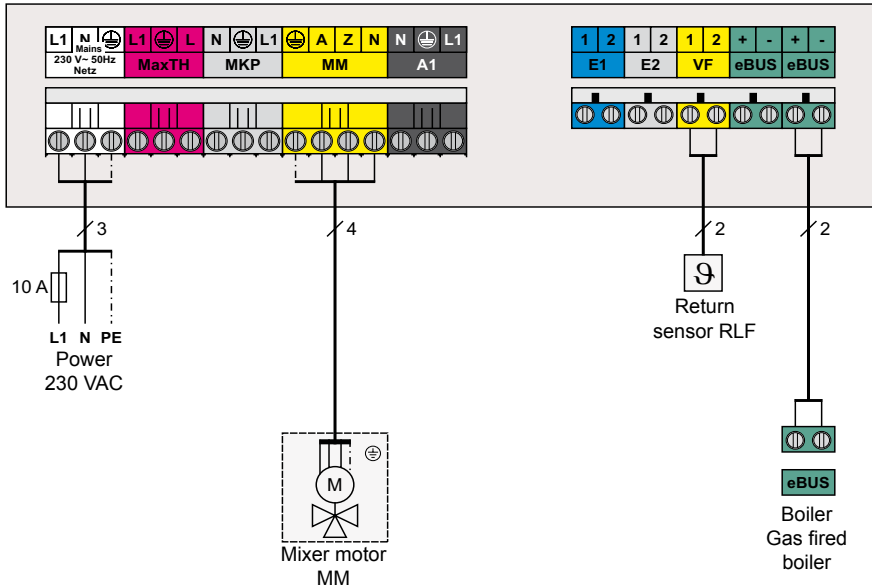 L1 N L1 L N L1 A Z N N L1
Mains
230 V~ 50Hz
Netz
MaxTH MKP MM A1
1 2 1 2 1 2 + - + -
E1 E2 VF eBUS eBUS
3
4
2
2
10 A
L1 N PE
Power
230 VAC
ϑ
Return
sensor RLF
M
Mixer motor
MM
eBUS
Boiler
Gas fired
boiler